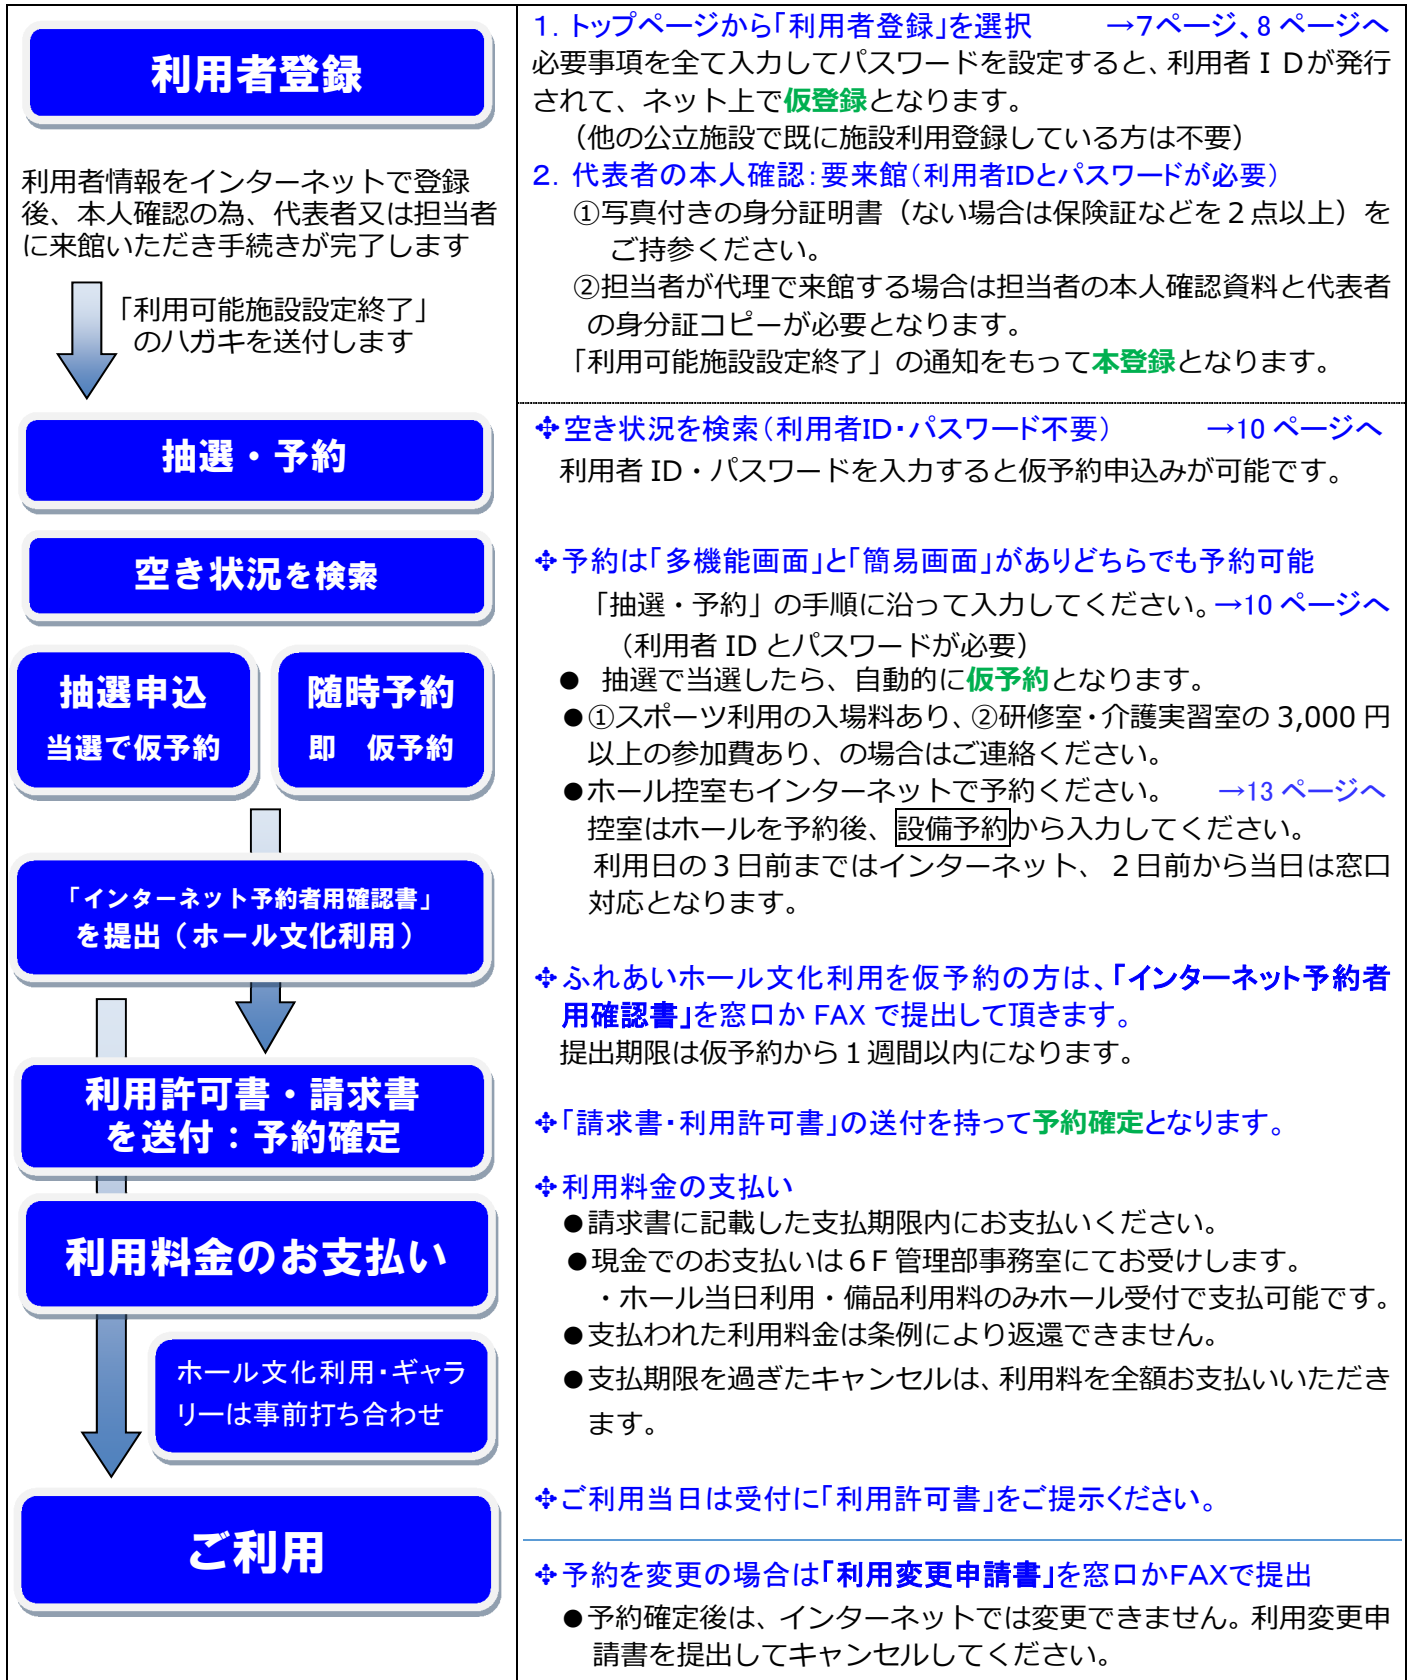 利用者登録
利用者情報をインターネットで登録
後、本人確認の為、代表者又は担当者
に来館いただき手続きが完了します
「利用可能施設設定終了」
のハガキを送付します
抽選・予約
空き状況を検索
抽選申込
当選で仮予約
随時予約
即　仮予約
「インターネット予約者用確認書」
を提出（ホール文化利用）
利用許可書・請求書
を送付：予約確定
利用料金のお支払い
ホール文化利用・ギャラ
リーは事前打ち合わせ
ご利用
1．トップページから「利用者登録」を選択　　→7ページ、8 ページへ
必要事項を全て入力してパスワードを設定すると、利用者ＩＤが発行
されて、ネット上で仮登録となります。
（他の公立施設で既に施設利用登録している方は不要）
2．代表者の本人確認：要来館（利用者IDとパスワードが必要）
①写真付きの身分証明書（ない場合は保険証などを２点以上）を
ご持参ください。
②担当者が代理で来館する場合は担当者の本人確認資料と代表者
の身分証コピーが必要となります。
「利用可能施設設定終了」の通知をもって本登録となります。
✥空き状況を検索（利用者ID・パスワード不要）　　→10 ページへ
利用者 ID・パスワードを入力すると仮予約申込みが可能です。
✥予約は「多機能画面」と「簡易画面」がありどちらでも予約可能
「抽選・予約」の手順に沿って入力してください。→10 ページへ
（利用者 ID とパスワードが必要）
●　抽選で当選したら、自動的に仮予約となります。
●①スポーツ利用の入場料あり、②研修室・介護実習室の 3,000 円
以上の参加費あり、の場合はご連絡ください。
●ホール控室もインターネットで予約ください。　　→13 ページへ
控室はホールを予約後、設備予約から入力してください。
利用日の３日前まではインターネット、２日前から当日は窓口
対応となります。
✥ふれあいホール文化利用を仮予約の方は、「インターネット予約者
用確認書」を窓口か FAX で提出して頂きます。
提出期限は仮予約から１週間以内になります。
✥「請求書・利用許可書」の送付を持って予約確定となります。
✥利用料金の支払い
●請求書に記載した支払期限内にお支払いください。
●現金でのお支払いは６Ｆ管理部事務室にてお受けします。
・ホール当日利用・備品利用料のみホール受付で支払可能です。
●支払われた利用料金は条例により返還できません。
●支払期限を過ぎたキャンセルは、利用料を全額お支払いいただき
ます。
✥ご利用当日は受付に「利用許可書」をご提示ください。
✥予約を変更の場合は「利用変更申請書」を窓口かFAXで提出
●予約確定後は、インターネットでは変更できません。利用変更申
請書を提出してキャンセルしてください。